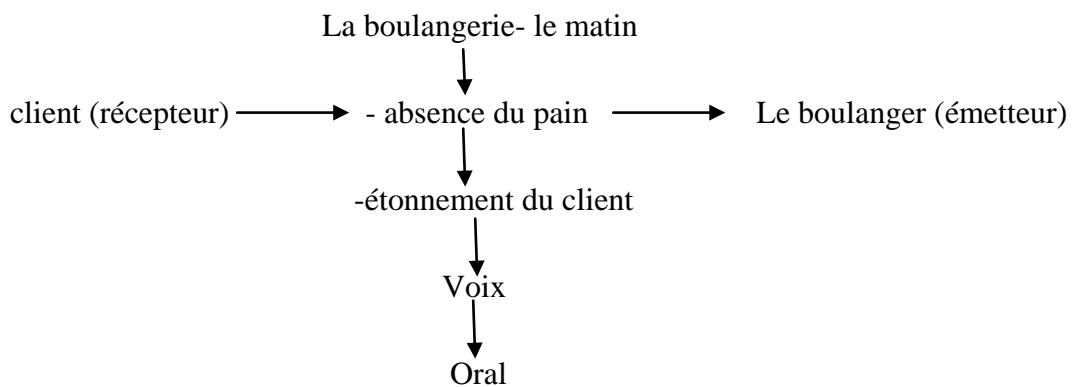 La boulangerie- le matin
client (récepteur) - absence du pain Le boulanger (émetteur)
-étonnement du client
Voix
Oral